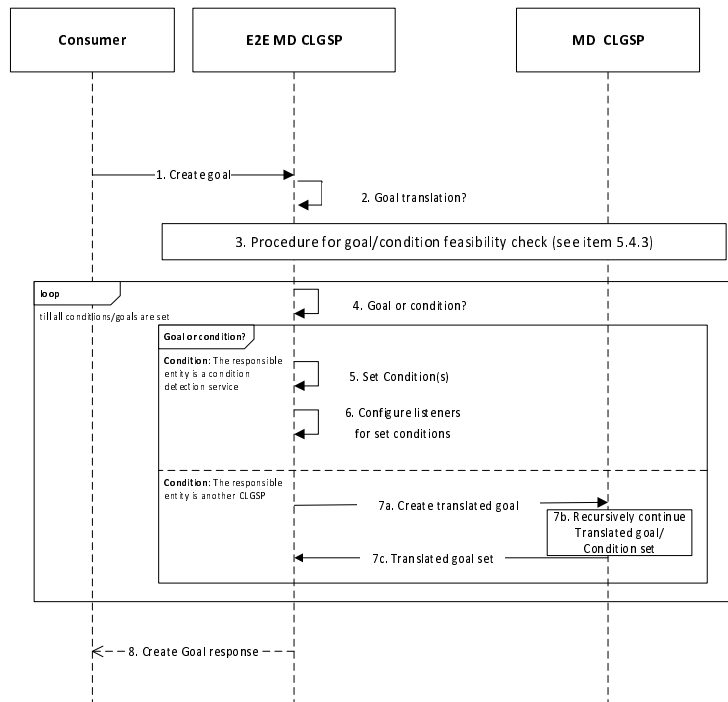 Consumer
E2E MD CLGSP
MD CLGSP
1. Create goal
2. Goal translation?
3. Procedure for goal/condition feasibility check (see item 5.4.3)
loop
till all conditions/goals are set
4. Goal or condition?
Goal or condition?
Condition: The responsible
entity is a condition
detection service
5. Set Condition(s)
6. Configure listeners
for set conditions
Condition: The responsible
entity is another CLGSP
7a. Create translated goal
7b. Recursively continue
Translated goal/
Condition set
7c. Translated goal set
8. Create Goal response